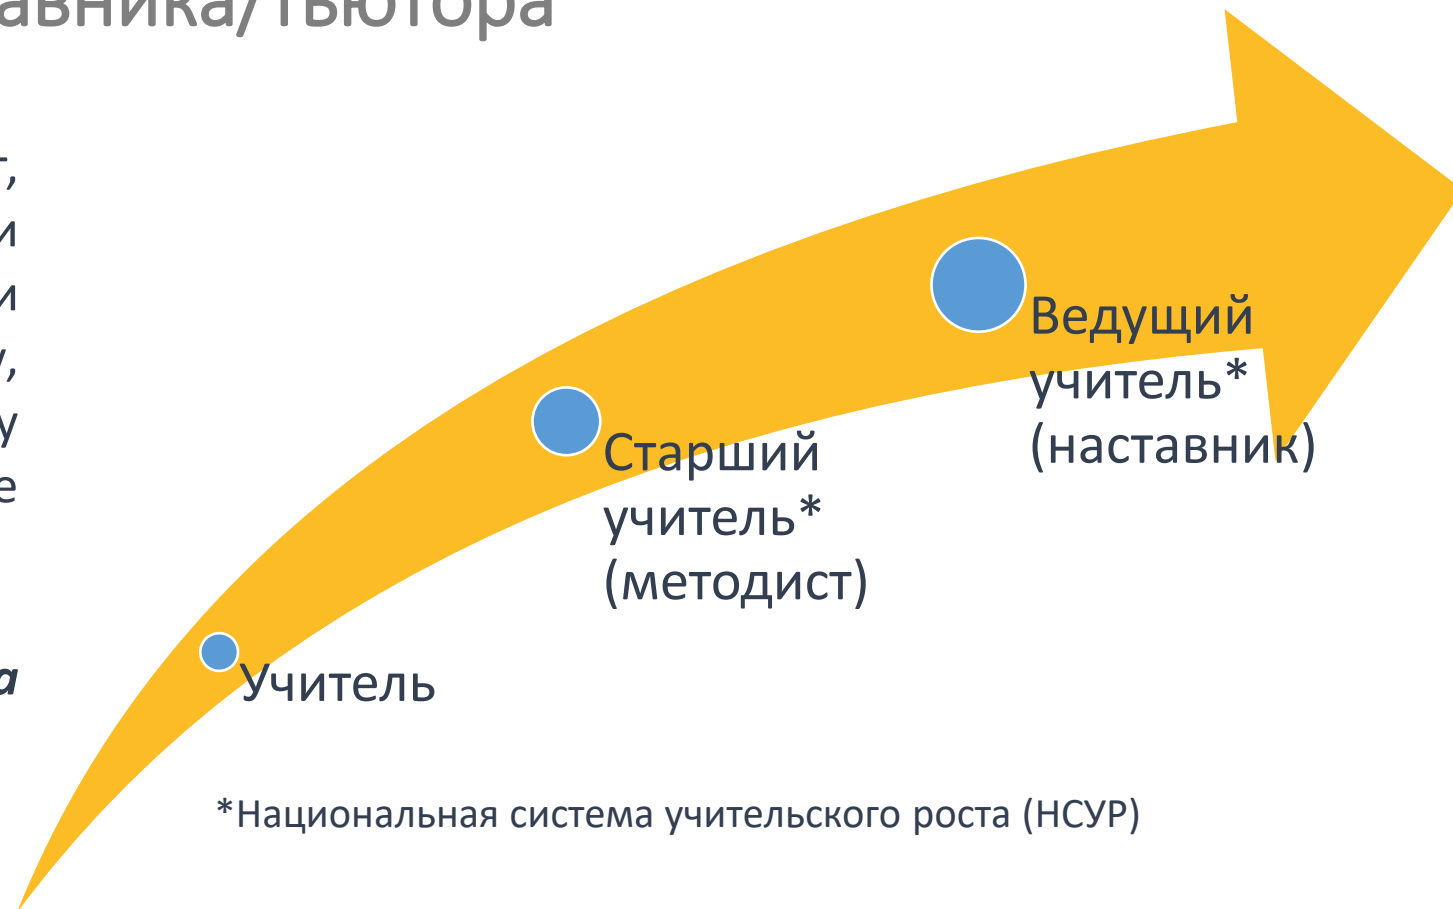 авника/тьютора
т,
и
и
у,
у
е
а
Ведущий
учитель*
(наставник)
Старший
учитель*
(методист)
Учитель
*Национальная система учительского роста (НСУР)